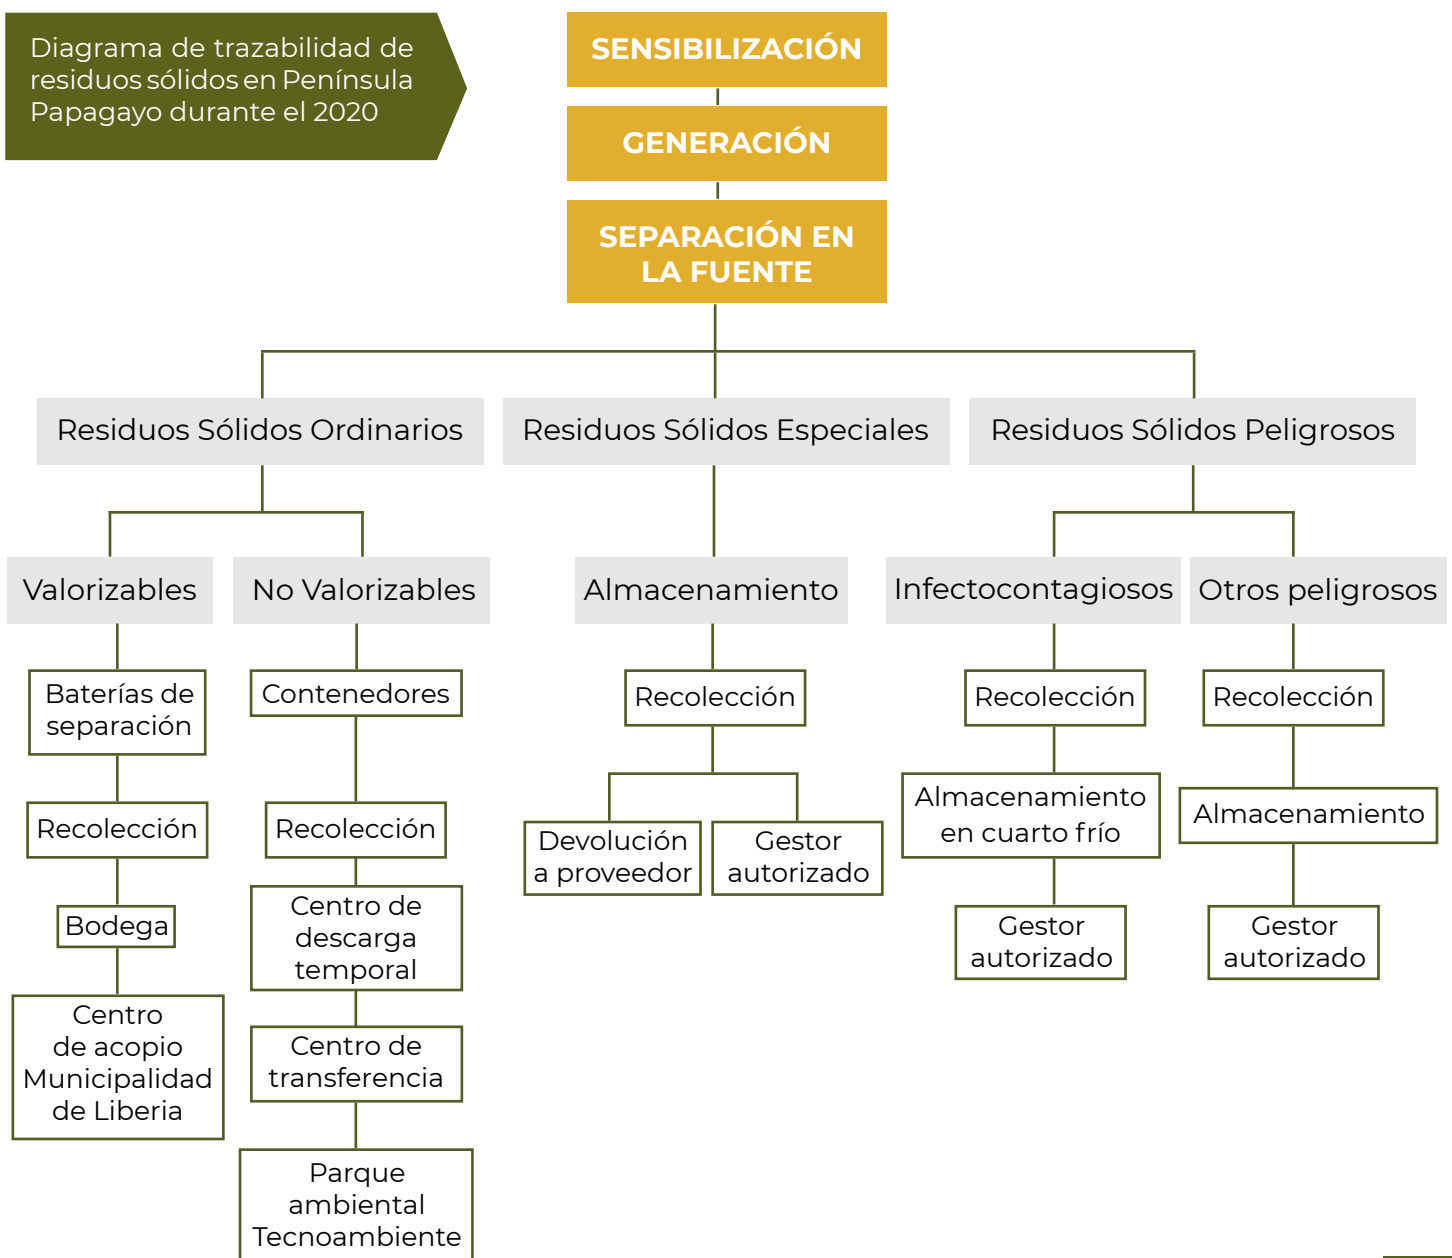 Diagrama de trazabilidad de
residuos sólidos en Península
Papagayo durante el 2020
SENSIBILIZACIÓN
GENERACIÓN
SEPARACIÓN EN
LA FUENTE
Residuos Sólidos Ordinarios
Residuos Sólidos Especiales
Residuos Sólidos Peligrosos
Valorizables
No Valorizables
Almacenamiento
Infectocontagiosos
Otros peligrosos
Baterías de
separación
Recolección
Bodega
Centro
de acopio
Municipalidad
de Liberia
Contenedores
Recolección
Centro de
descarga
temporal
Centro de
transferencia
Parque
ambiental
Tecnoambiente
Recolección
Devolución
a proveedor
Gestor
autorizado
Recolección
Almacenamiento
en cuarto frío
Gestor
autorizado
Recolección
Almacenamiento
Gestor
autorizado